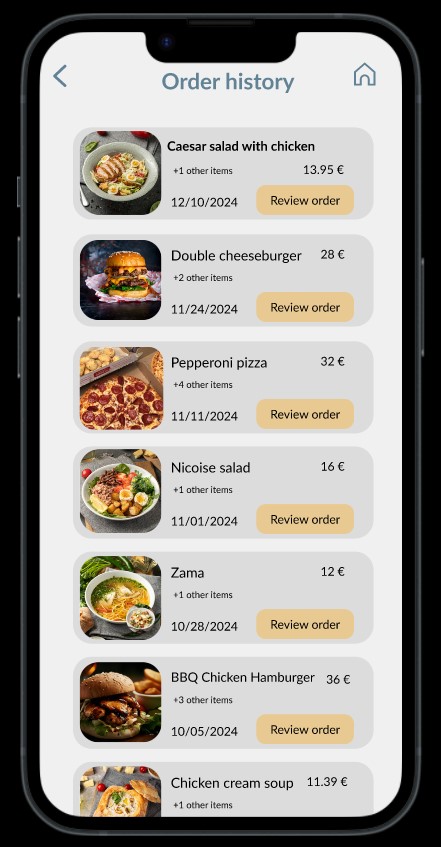 Order history
Caesar salad with chicken
+1 other items
13.95 €
12/10/2024
Review order
Double cheeseburger
28 €
+2 other items
11/24/2024
Review order
Pepperoni pizza
32 €
+4 other items
11/11/2024
Review order
Nicoise salad
16 €
+1 other items
11/01/2024
Review order
Zama
12 €
+1 other items
10/28/2024
Review order
BBQ Chicken Hamburger
36 €
+3 other items
10/05/2024
Review order
Chicken cream soup
11.39 €
+1 other items